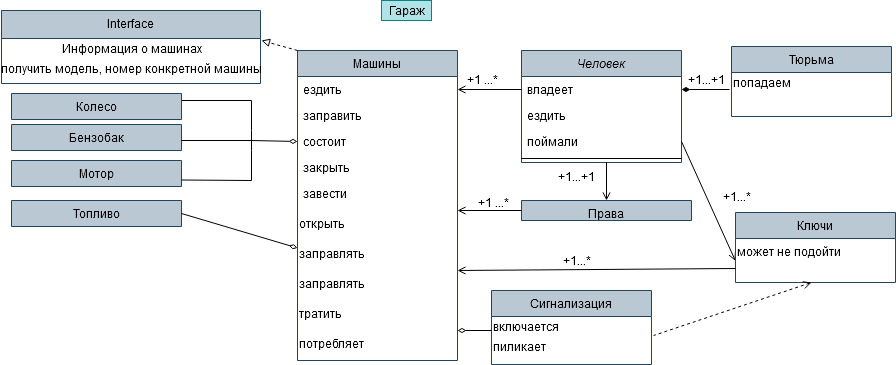 Гараж
Interface
Информация о машинах
получить модель, номер конкретной машины
Колесо
Бензобак
Мотор
Топливо
Машины
ездить
заправить
состоит
закрыть
завести
открыть
заправлять
заправлять
тратить
потребляет
+1 ...*
Человек
владеет
ездить
поймали
+1...+1
Тюрьма
попадаем
+1...+1
+1 ...*
Права
+1...*
Ключи
может не подойти
+1...*
Сигнализация
включается
пиликает